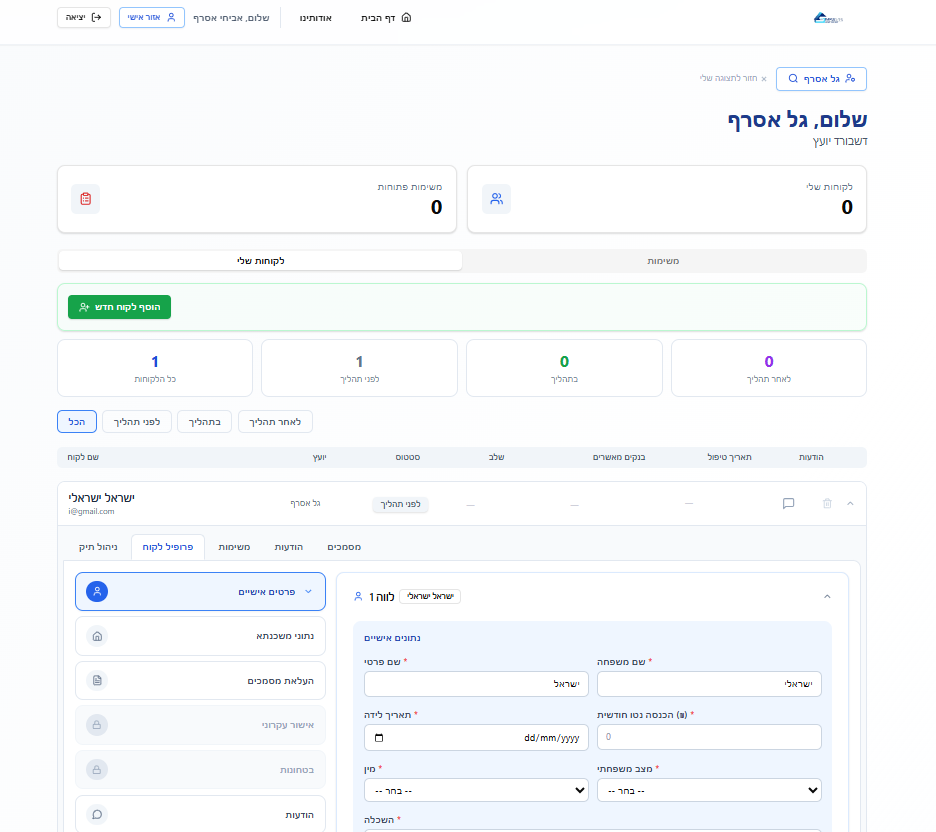 דף הבית
אודותינו
שלום, אביחי אסרף
אזור אישי
יציאה
גל אסרף
× חזור לתצוגה שלי
שלום, גל אסרף
דשבורד יועץ
לקוחות שלי
0
משימות פתוחות
0
משימות
לקוחות שלי
הוסף לקוח חדש
0
לאחר תהליך
0
בתהליך
1
לפני תהליך
1
כל הלקוחות
הכל
לפני תהליך
בתהליך
לאחר תהליך
שם לקוח
יועץ
סטטוס
שלב
בנקים מאשרים
תאריך טיפול
הודעות
ישראל ישראלי
i@gmail.com
גל אסרף
לפני תהליך
—
—
—
ניהול תיק
פרופיל לקוח
משימות
הודעות
מסמכים
פרטים אישיים
נתוני משכנתא
העלאת מסמכים
אישור עקרוני
בטחונות
הודעות
לווה 1
ישראל ישראלי
נתונים אישיים
שם פרטי *
ישראל
שם משפחה *
ישראלי
תאריך לידה *
dd/mm/yyyy
הכנסה נטו חודשית (₪) *
0
מין *
-- בחר --
מצב משפחתי *
-- בחר --
השכלה *